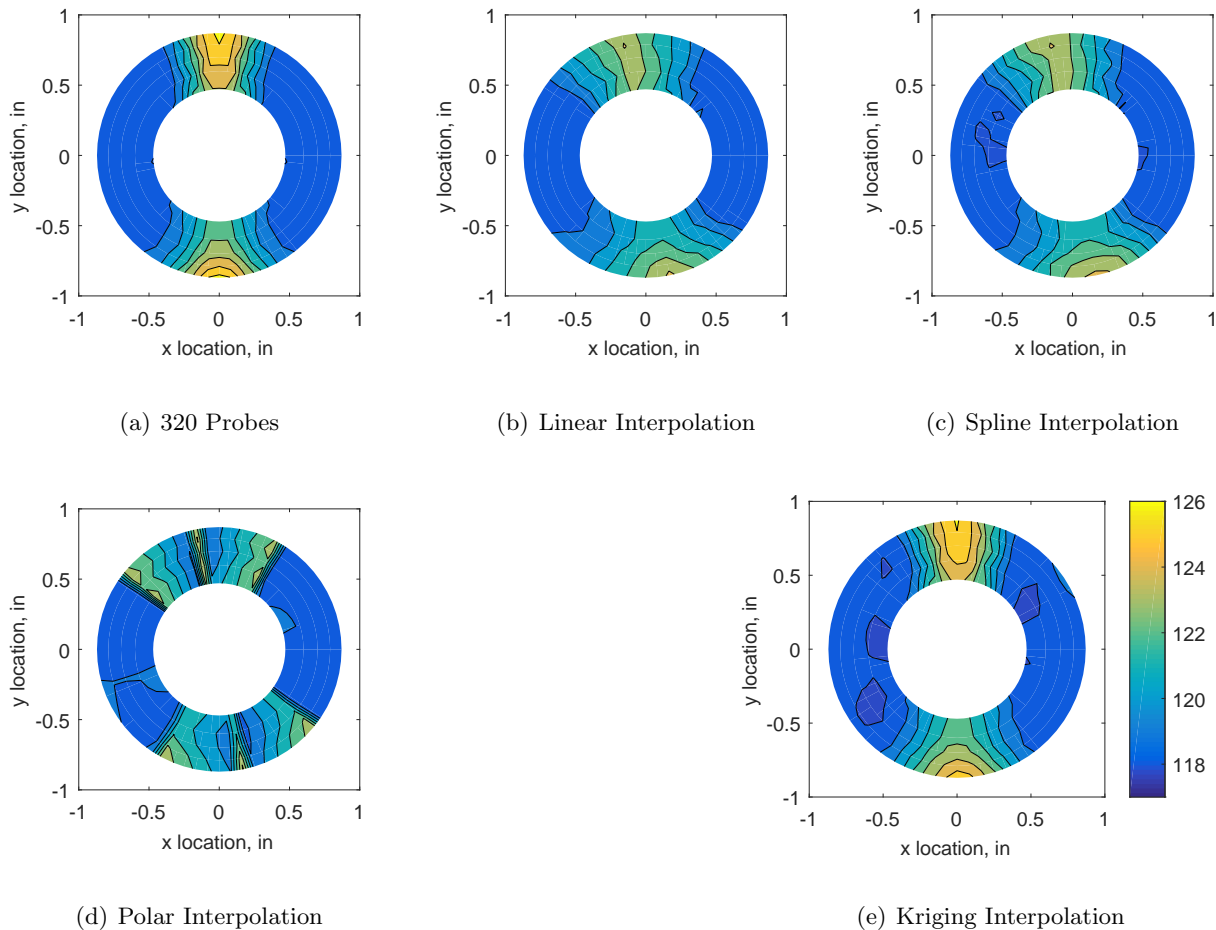 1
0.5
0
-0.5
-1
y location, in
-1 -0.5 0 0.5 1
x location, in
(a) 320 Probes
1
0.5
0
-0.5
-1
y location, in
-1 -0.5 0 0.5 1
x location, in
(b) Linear Interpolation
1
0.5
0
-0.5
-1
y location, in
-1 -0.5 0 0.5 1
x location, in
(c) Spline Interpolation
1
0.5
0
-0.5
-1
y location, in
-1 -0.5 0 0.5 1
x location, in
(d) Polar Interpolation
1
0.5
0
-0.5
-1
y location, in
-1 -0.5 0 0.5 1
x location, in
126
124
122
120
118
(e) Kriging Interpolation